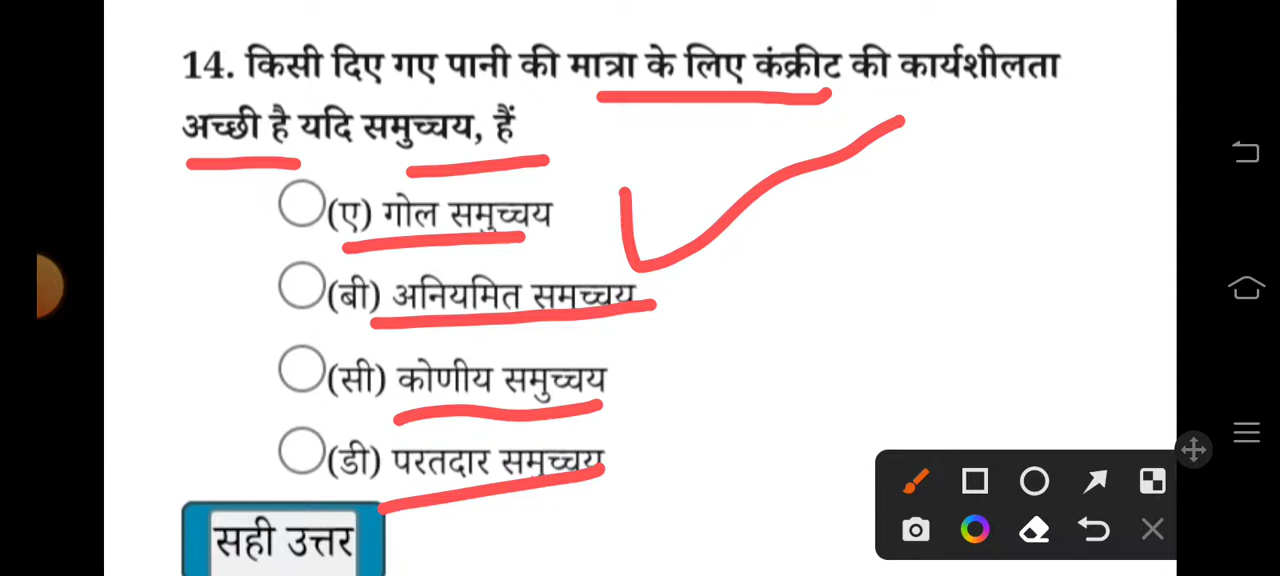 14. किसी दिए गए पानी की मात्रा के लिए कंक्रीट की कार्यशीलता
अच्छी है यदि समुच्चय, हैं
(ए) गोल समुच्चय
(बी) अनियमित समुच्चय
(सी) कोणीय समुच्चय
(डी) परतदार समुच्चय
सही उत्तर